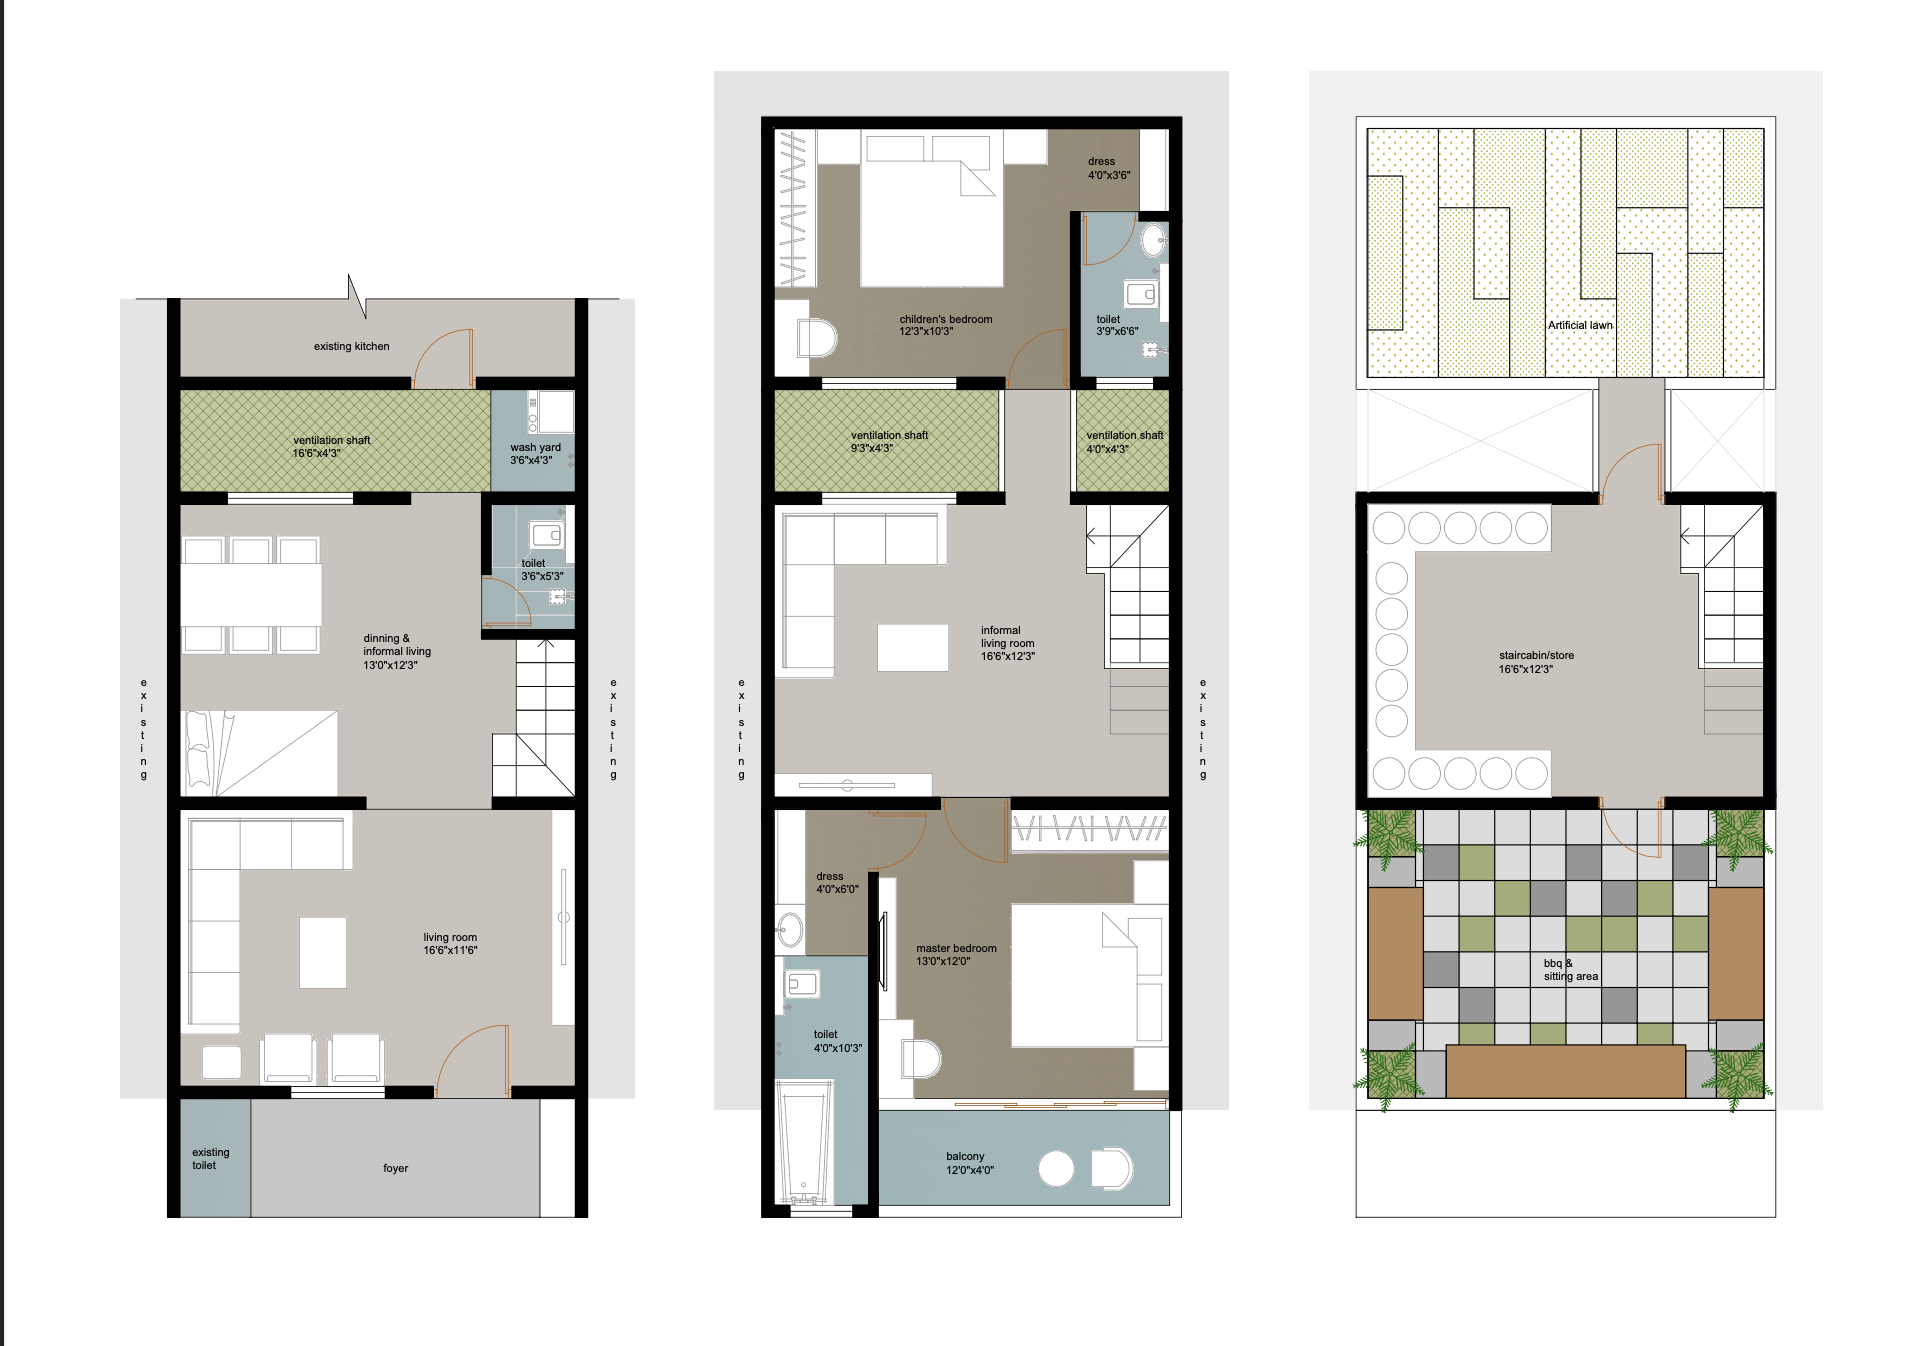 existing kitchen
ventilation shaft
16'6"x4'3"
wash yard
3'6"x4'3"
toilet
3'6"x5'3"
dinning &
informal living
13'0"x12'3"
existing
existing
living room
16'6"x11'6"
existing
toilet
foyer
dress
4'0"x3'6"
children's bedroom
12'3"x10'3"
toilet
3'9"x6'6"
ventilation shaft
9'3"x4'3"
ventilation shaft
4'0"x4'3"
informal
living room
16'6"x12'3"
existing
existing
dress
4'0"x6'0"
master bedroom
13'0"x12'0"
toilet
4'0"x10'3"
balcony
12'0"x4'0"
Artificial lawn
staircabin/store
16'6"x12'3"
bbq &
sitting area